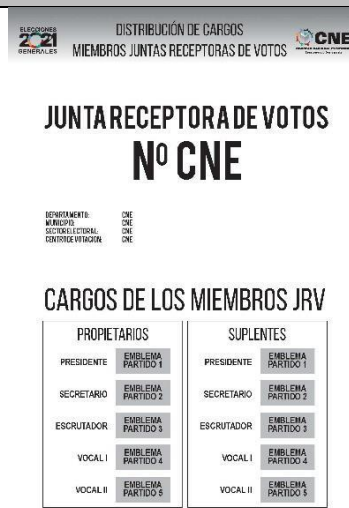 ELECCIONES
2021
GENERALES
DISTRIBUCIÓN DE CARGOS
MIEMBROS JUNTAS RECEPTORAS DE VOTOS
CNE
JUNTA RECEPTORA DE VOTOS
Nº CNE
DEPARTAMENTO: CNE
MUNICIPIO: CNE
SECTOR ELECTORAL: CNE
CENTRO DE VOTACION: CNE
CARGOS DE LOS MIEMBROS JRV
PROPIETARIOS
PRESIDENTE EMBLEMA PARTIDO 1
SECRETARIO EMBLEMA PARTIDO 2
ESCRUTADOR EMBLEMA PARTIDO 3
VOCAL I EMBLEMA PARTIDO 4
VOCAL II EMBLEMA PARTIDO 5
SUPLENTES
PRESIDENTE EMBLEMA PARTIDO 1
SECRETARIO EMBLEMA PARTIDO 2
ESCRUTADOR EMBLEMA PARTIDO 3
VOCAL I EMBLEMA PARTIDO 4
VOCAL II EMBLEMA PARTIDO 5